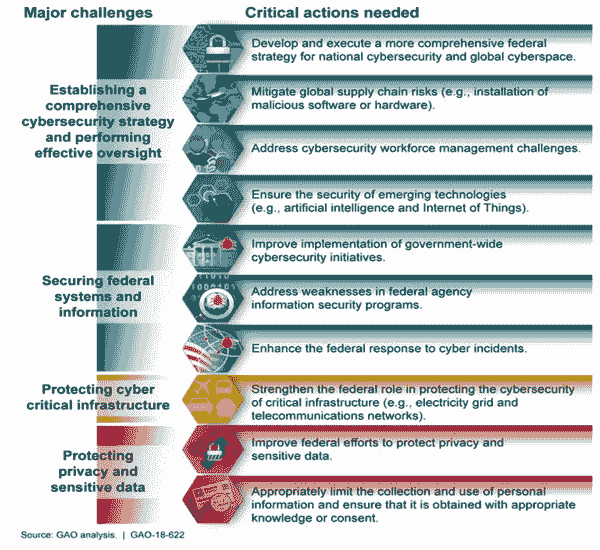 Major challenges
Critical actions needed
Establishing a
comprehensive
cybersecurity strategy
and performing
effective oversight
Develop and execute a more comprehensive federal
strategy for national cybersecurity and global cyberspace.
Mitigate global supply chain risks (e.g., installation of
malicious software or hardware).
Address cybersecurity workforce management challenges.
Ensure the security of emerging technologies
(e.g., artificial intelligence and Internet of Things).
Securing federal
systems and
information
Improve implementation of government-wide
cybersecurity initiatives.
Address weaknesses in federal agency
information security programs.
Enhance the federal response to cyber incidents.
Protecting cyber
critical infrastructure
Strengthen the federal role in protecting the cybersecurity
of critical infrastructure (e.g., electricity grid and
telecommunications networks).
Protecting
privacy and
sensitive data
Improve federal efforts to protect privacy and
sensitive data.
Appropriately limit the collection and use of personal
information and ensure that it is obtained with appropriate
knowledge or consent.
Source: GAO analysis. | GAO-18-622